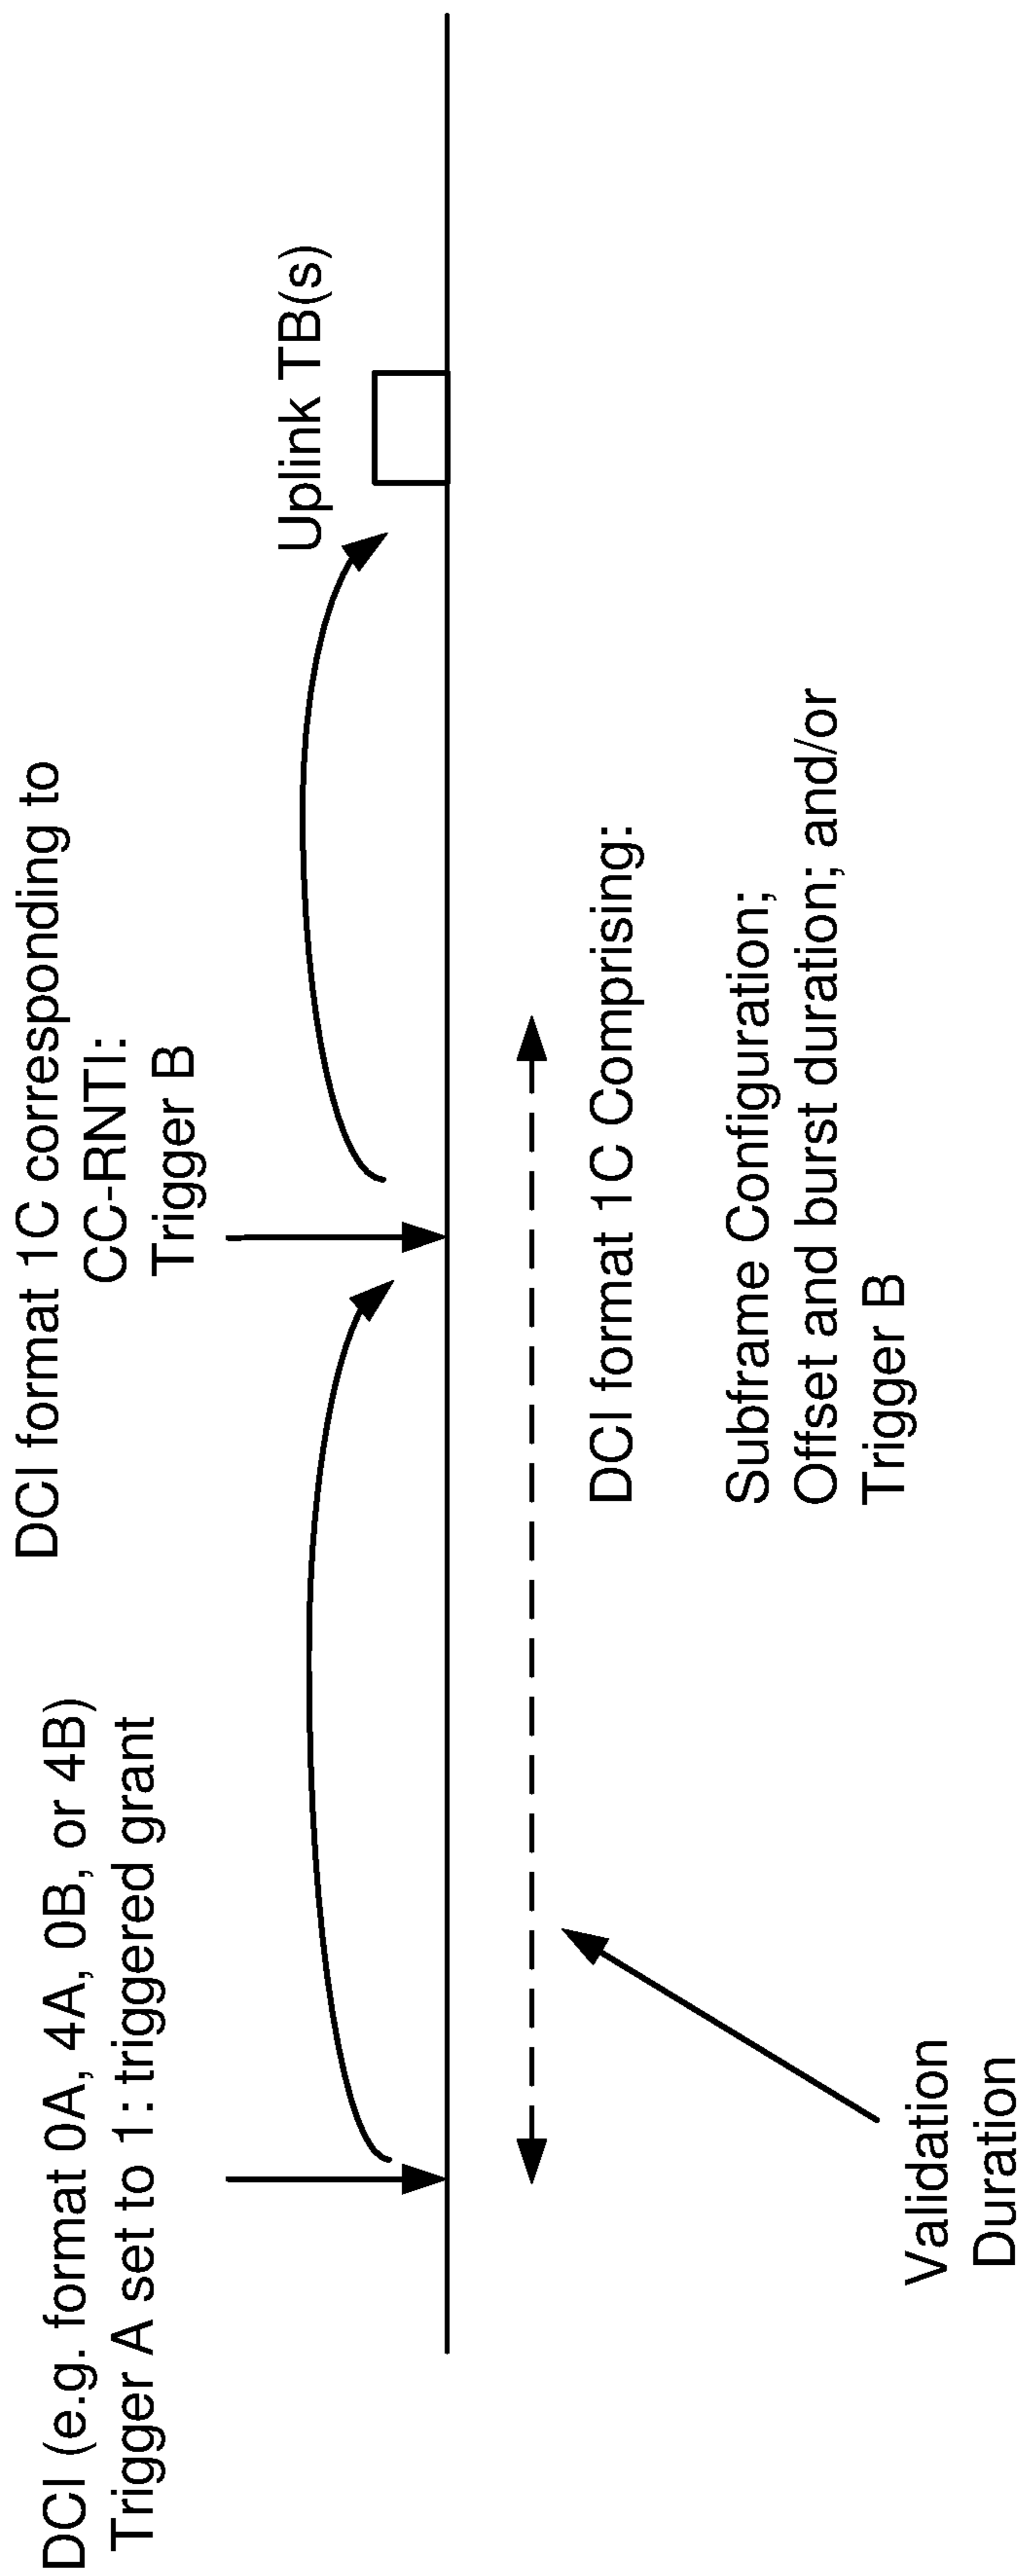 DCI (e.g. format 0A, 4A, 0B, or 4B)
Trigger A set to 1: triggered grant
DCI format 1C corresponding to
CC-RNTI:
Trigger B
Uplink TB(s)
Validation
Duration
DCI format 1C Comprising:
Subframe Configuration;
Offset and burst duration; and/or
Trigger B